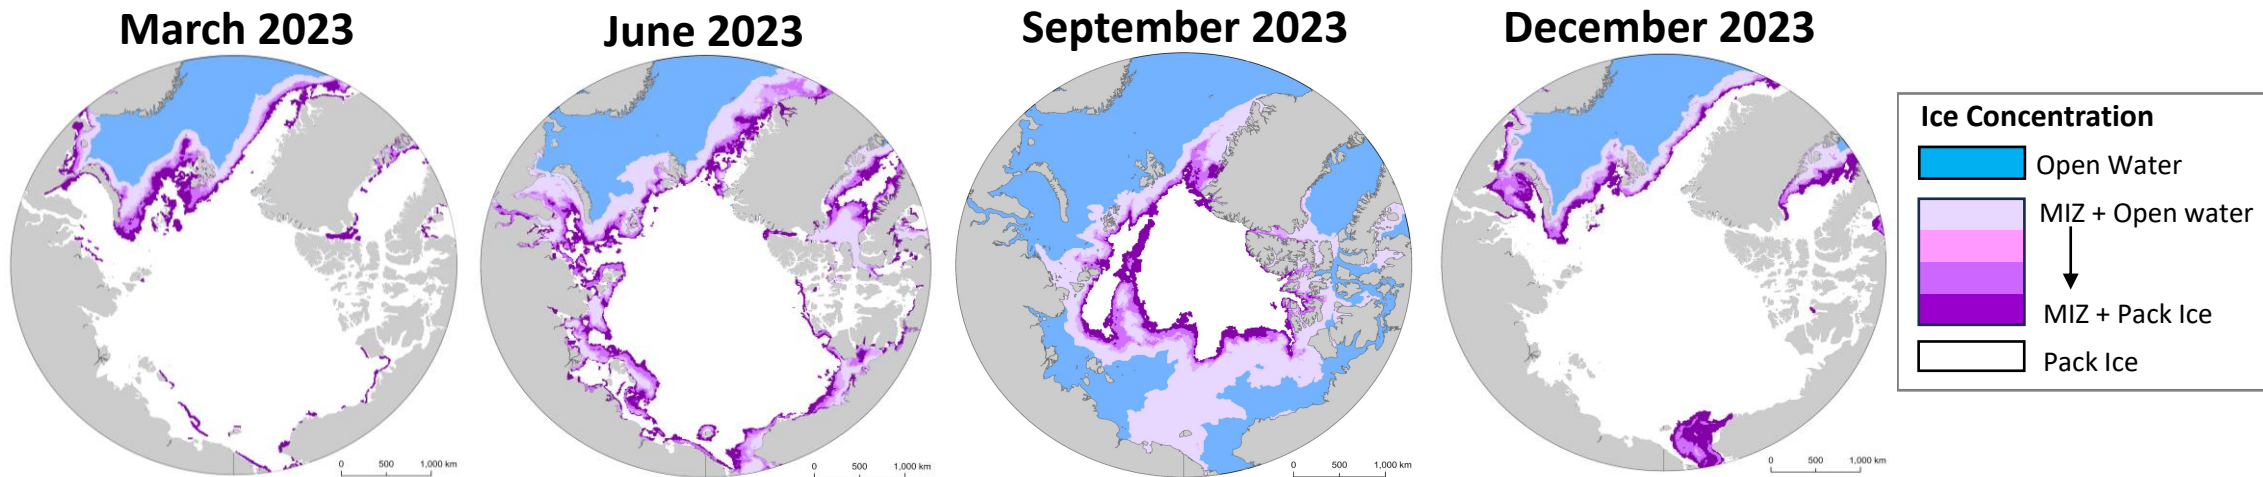 March 2023
June 2023
September 2023
December 2023
0 500 1,000 km
0 500 1,000 km
0 500 1,000 km
0 500 1,000 km
Ice Concentration
Open Water
MIZ + Open water
MIZ + Pack Ice
Pack Ice